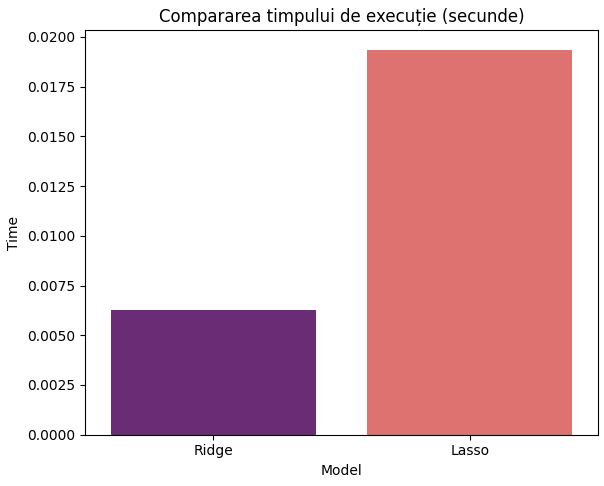 Compararea timpului de execuție (secunde)
0.0200
0.0175
0.0150
0.0125
0.0100
0.0075
0.0050
0.0025
0.0000
Time
Ridge
Lasso
Model